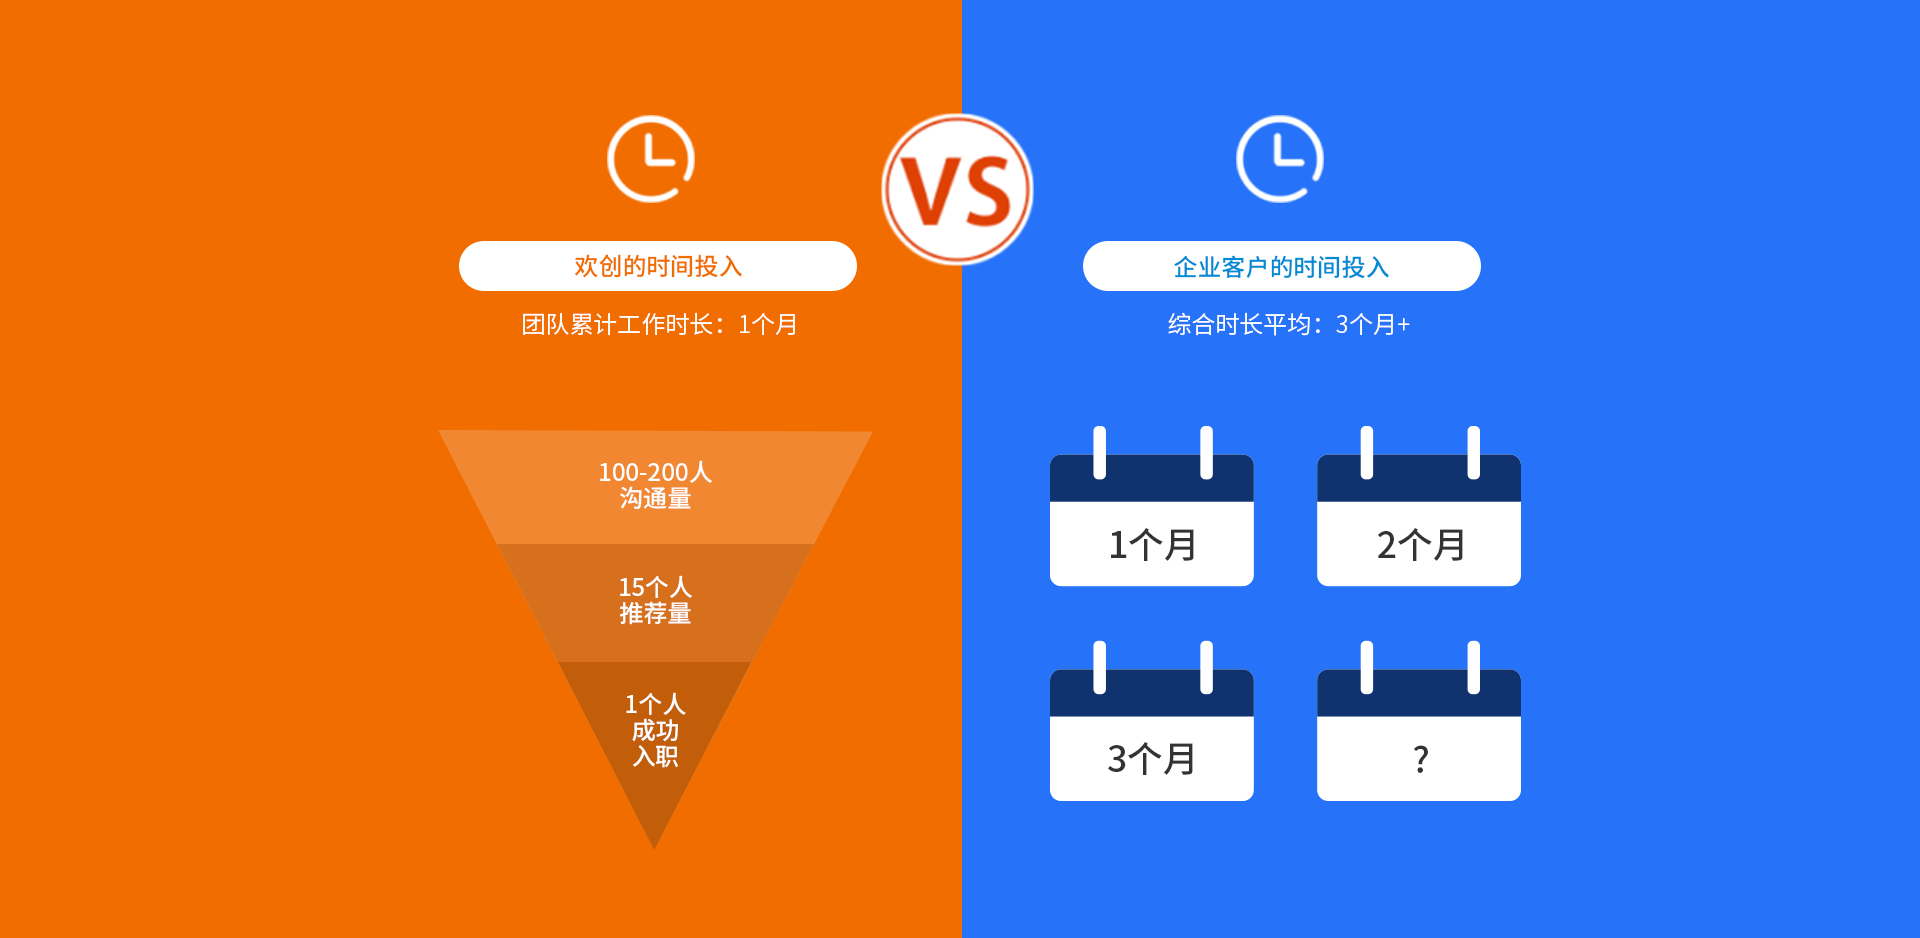 VS
欢创的时间投入
团队累计工作时长：1个月
100-200人
沟通量
15个人
推荐量
1个人
成功
入职
企业客户的时间投入
综合时长平均：3个月+
1个月
2个月
3个月
?